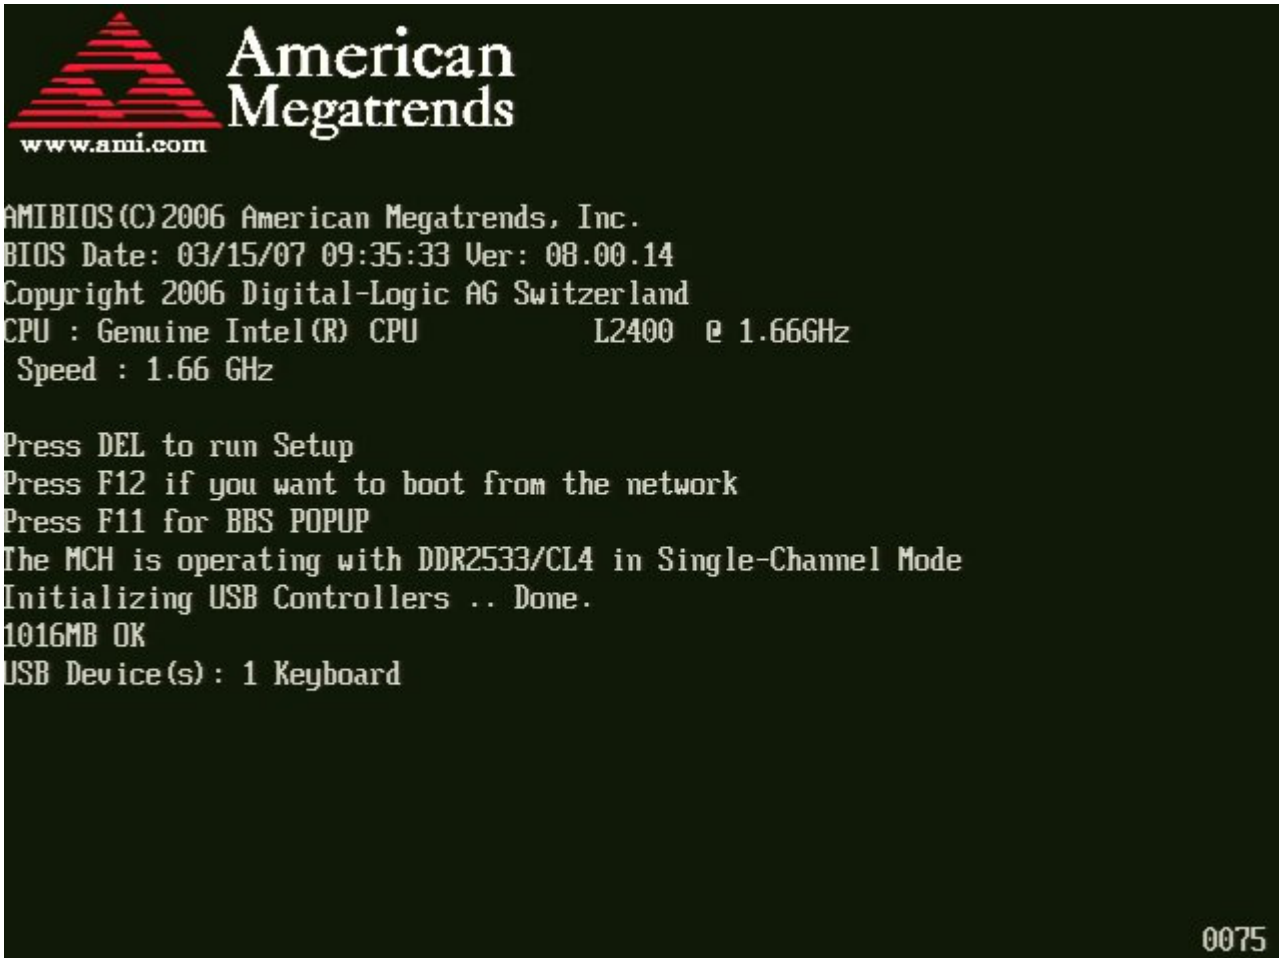 American
Megatrends
www.ami.com
AMIBIOS(C)2006 American Megatrends, Inc.
BIOS Date: 03/15/07 09:35:33 Ver: 08.00.14
Copyright 2006 Digital-Logic AG Switzerland
CPU : Genuine Intel(R) CPU           L2400  @ 1.66GHz
 Speed : 1.66 GHz
Press DEL to run Setup
Press F12 if you want to boot from the network
Press F11 for BBS POPUP
The MCH is operating with DDR2533/CL4 in Single-Channel Mode
Initializing USB Controllers .. Done.
1016MB OK
USB Device(s): 1 Keyboard
0075